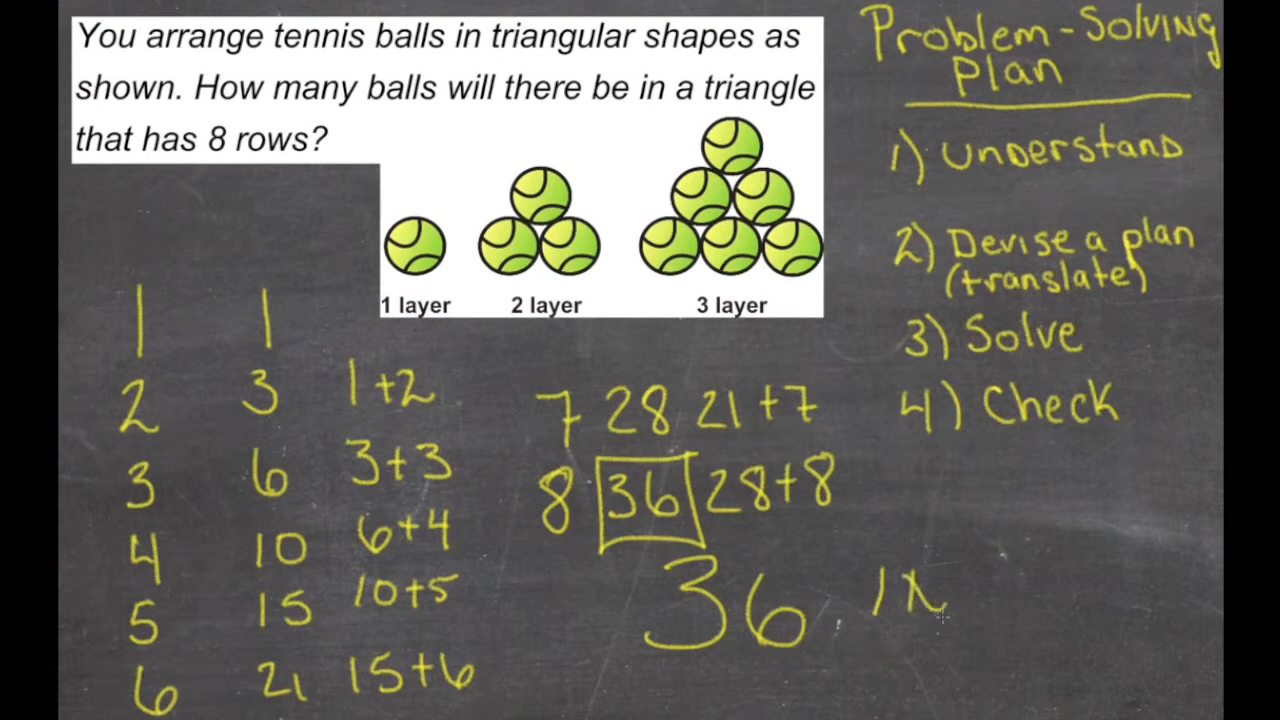 You arrange tennis balls in triangular shapes as
shown. How many balls will there be in a triangle
that has 8 rows?
1 layer 2 layer 3 layer
Problem-Solving
Plan
1) Understand
2) Devise a plan
(translate)
3) Solve
4) Check
1 1
2 3 1+2
3 6 3+3
4 10 6+4
5 15 10+5
6 21 15+6
7 28 21+7
8 36 28+8
36